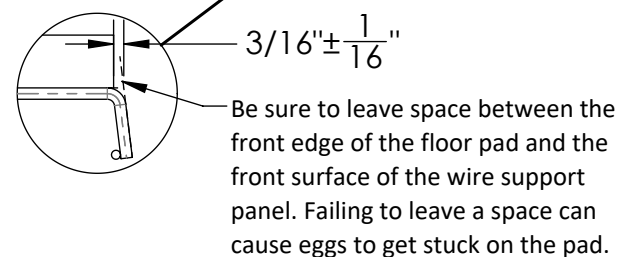 3/16"±1/16"
Be sure to leave space between the
front edge of the floor pad and the
front surface of the wire support
panel. Failing to leave a space can
cause eggs to get stuck on the pad.